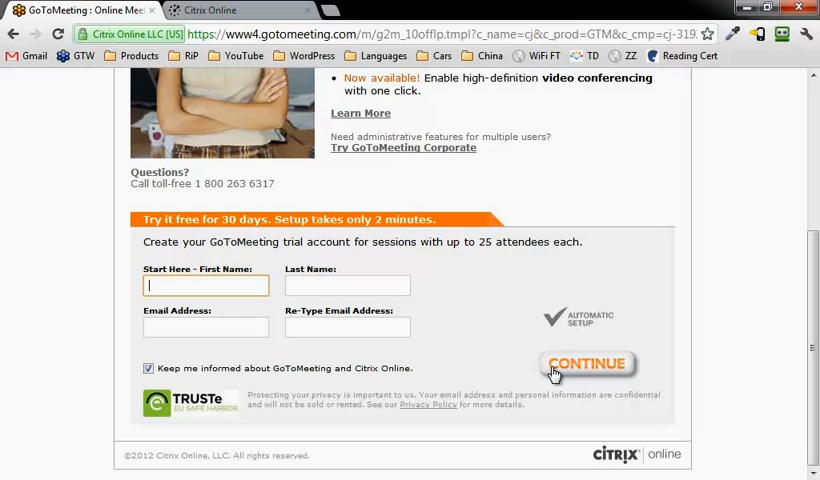 GoToMeeting : Online Mee
Citrix Online
Citrix Online LLC [US]
https://www4.gotomeeting.com/m/g2m_10offlp.tmpl?c_name=cj&c_prod=GTM&c_cmp=cj-319
Gmail
GTW
Products
RiP
YouTube
WordPress
Laptops
Cars
China
WiFi FT
TD
ZZ
Reading Cert
Now available! Enable high-definition video conferencing
with one click.
Learn More
Need administrative features for multiple users?
Try GoToMeeting Corporate
Questions?
Call toll-free 1 800 263 6317
Try it free for 30 days. Setup takes only 2 minutes.
Create your GoToMeeting trial account for sessions with up to 25 attendees each.
Start Here - First Name:
Last Name:
Email Address:
Re-Type Email Address:
AUTOMATIC
SETUP
CONTINUE
Keep me informed about GoToMeeting and Citrix Online.
TRUSTe
EU SAFE HARBOR
Protecting your privacy is important to us. Your email address and personal information are confidential
and will not be sold or rented. See our Privacy Policy for more details.
©2012 Citrix Online, LLC. All rights reserved.
CITRIX online